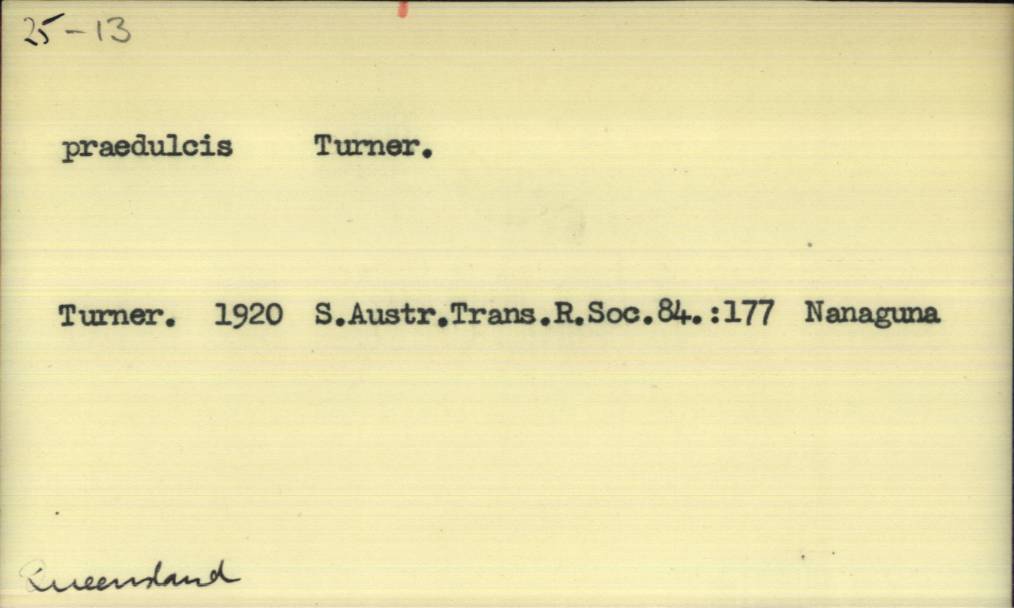 25-13
praedulcis Turner.
Turner. 1920 S.Austr.Trans.R.Soc.84.:177 Nanaguna
Queensland